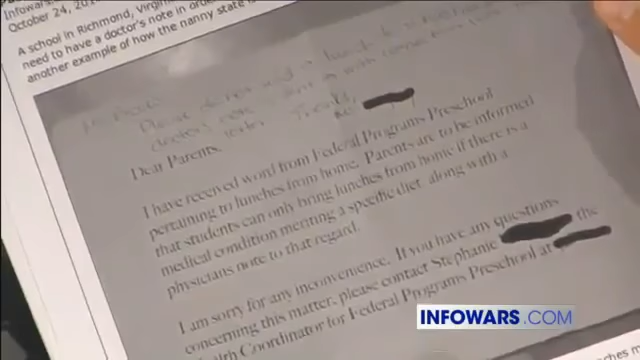 Infowars.
October 24, 20
A school in Richmond, Virgin
need to have a doctor's note in ord
another example of how the nanny state
Dear Parents,
I have received word from Federal Programs Preschool
pertaining to lunches from home. Parents are to be informed
that students can only bring lunches from home if there is a
medical condition meriting a specific diet, along with a
physicians note to that regard.
I am sorry for any inconvenience. If you have any questions
concerning this matter, please contact Stephanie the
Health Coordinator for Federal Programs Preschool at
INFOWARS.COM